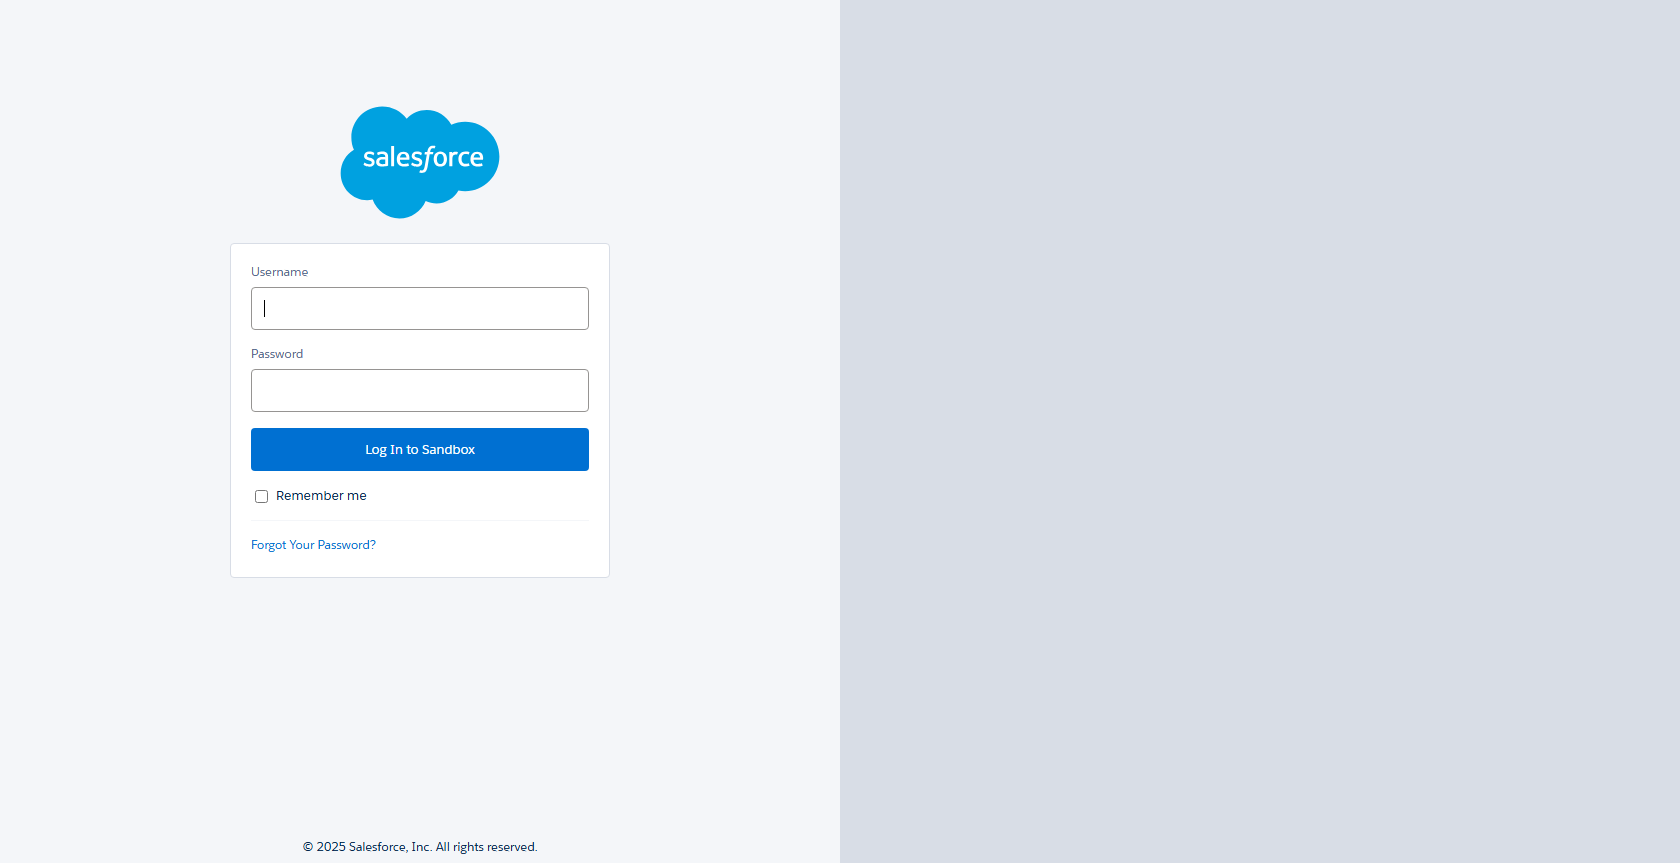 salesforce
Username
Password
Log In to Sandbox
Remember me
Forgot Your Password?
© 2025 Salesforce, Inc. All rights reserved.